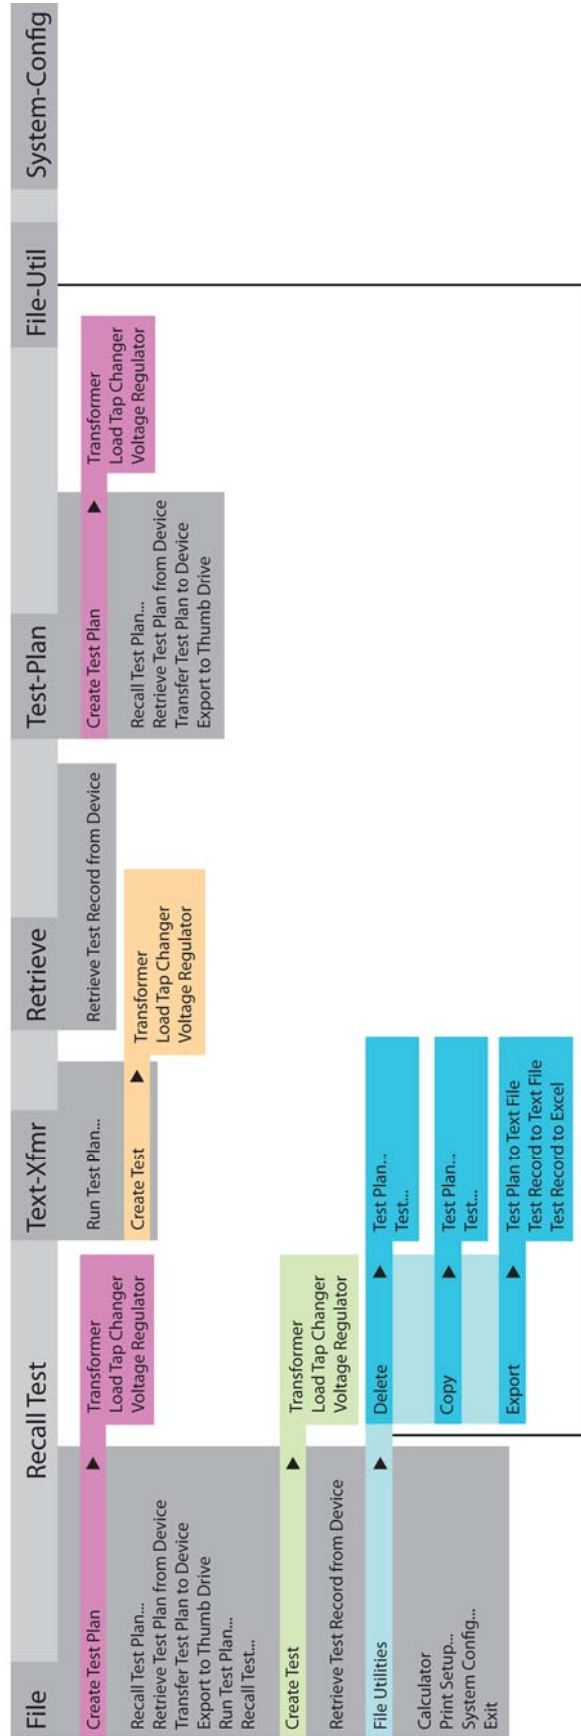 File
Recall Test
Text-Xfmr
Retrieve
Test-Plan
File-Util
System-Config
Create Test Plan
Transformer
Load Tap Changer
Voltage Regulator
Recall Test Plan...
Retrieve Test Plan from Device
Transfer Test Plan to Device
Export to Thumb Drive
Run Test Plan...
Recall Test...
Create Test
Transformer
Load Tap Changer
Voltage Regulator
Retrieve Test Record from Device
File Utilities
Delete
Test Plan..
Test...
Copy
Test Plan..
Test...
Export
Test Plan to Text File
Test Record to Text File
Test Record to Excel
Calculator
Print Setup...
System Config...
Exit
Run Test Plan...
Create Test
Transformer
Load Tap Changer
Voltage Regulator
Retrieve Test Record from Device
Create Test Plan
Transformer
Load Tap Changer
Voltage Regulator
Recall Test Plan...
Retrieve Test Plan from Device
Transfer Test Plan to Device
Export to Thumb Drive